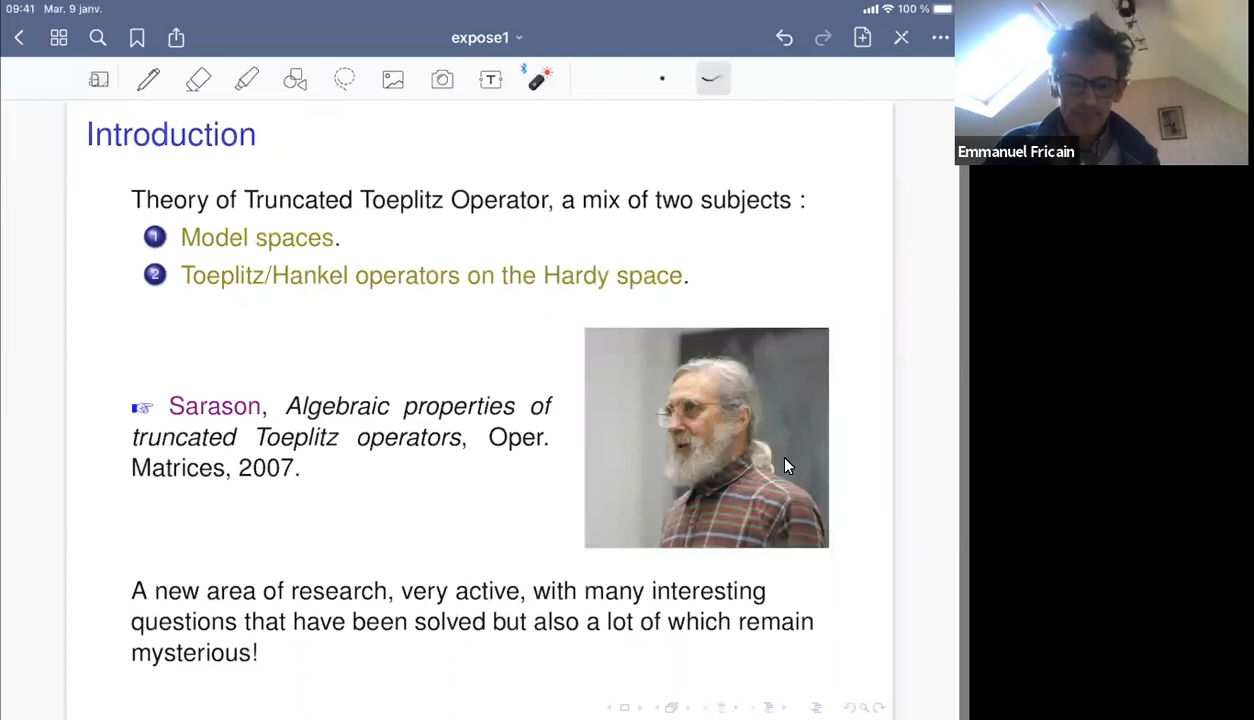 09:41 Mar. 9 janv.
100 %
expose1
T
Emmanuel Fricain
Introduction
Theory of Truncated Toeplitz Operator, a mix of two subjects :
1 Model spaces.
2 Toeplitz/Hankel operators on the Hardy space.
☞ Sarason, Algebraic properties of
truncated Toeplitz operators, Oper.
Matrices, 2007.
A new area of research, very active, with many interesting
questions that have been solved but also a lot of which remain
mysterious!